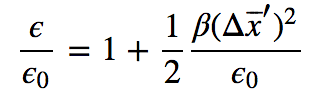 ϵ/ϵ₀ = 1 + 1/2 β(Δx̅′)²/ϵ₀